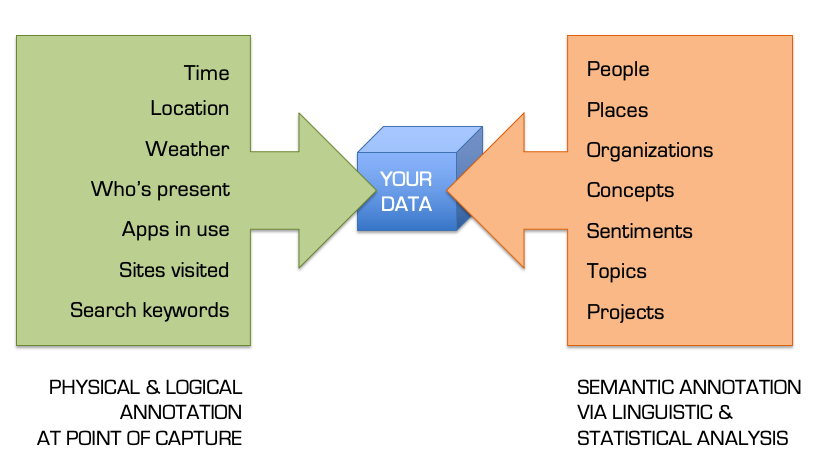 Time
Location
Weather
Who's present
Apps in use
Sites visited
Search keywords
PHYSICAL & LOGICAL
ANNOTATION
AT POINT OF CAPTURE
YOUR
DATA
People
Places
Organizations
Concepts
Sentiments
Topics
Projects
SEMANTIC ANNOTATION
VIA LINGUISTIC &
STATISTICAL ANALYSIS